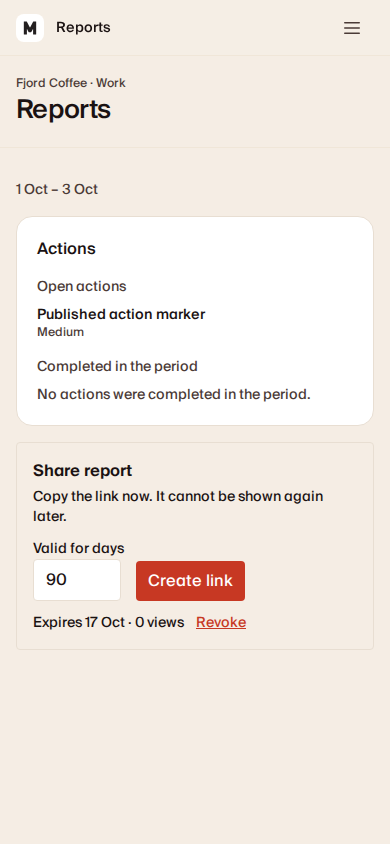 M Reports
Fjord Coffee · Work
Reports
1 Oct – 3 Oct
Actions
Open actions
Published action marker
Medium
Completed in the period
No actions were completed in the period.
Share report
Copy the link now. It cannot be shown again
later.
Valid for days
90 Create link
Expires 17 Oct · 0 views Revoke